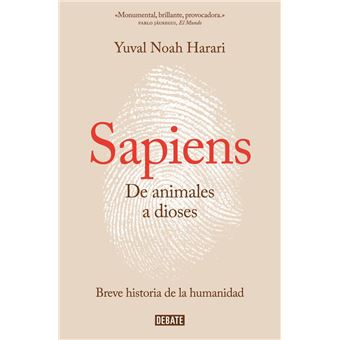 «Monumental, brillante, provocadora.»
PABLO JÁUREGUI, El Mundo
Yuval Noah Harari
Sapiens
De animales
a dioses
Breve historia de la humanidad
DEBATE